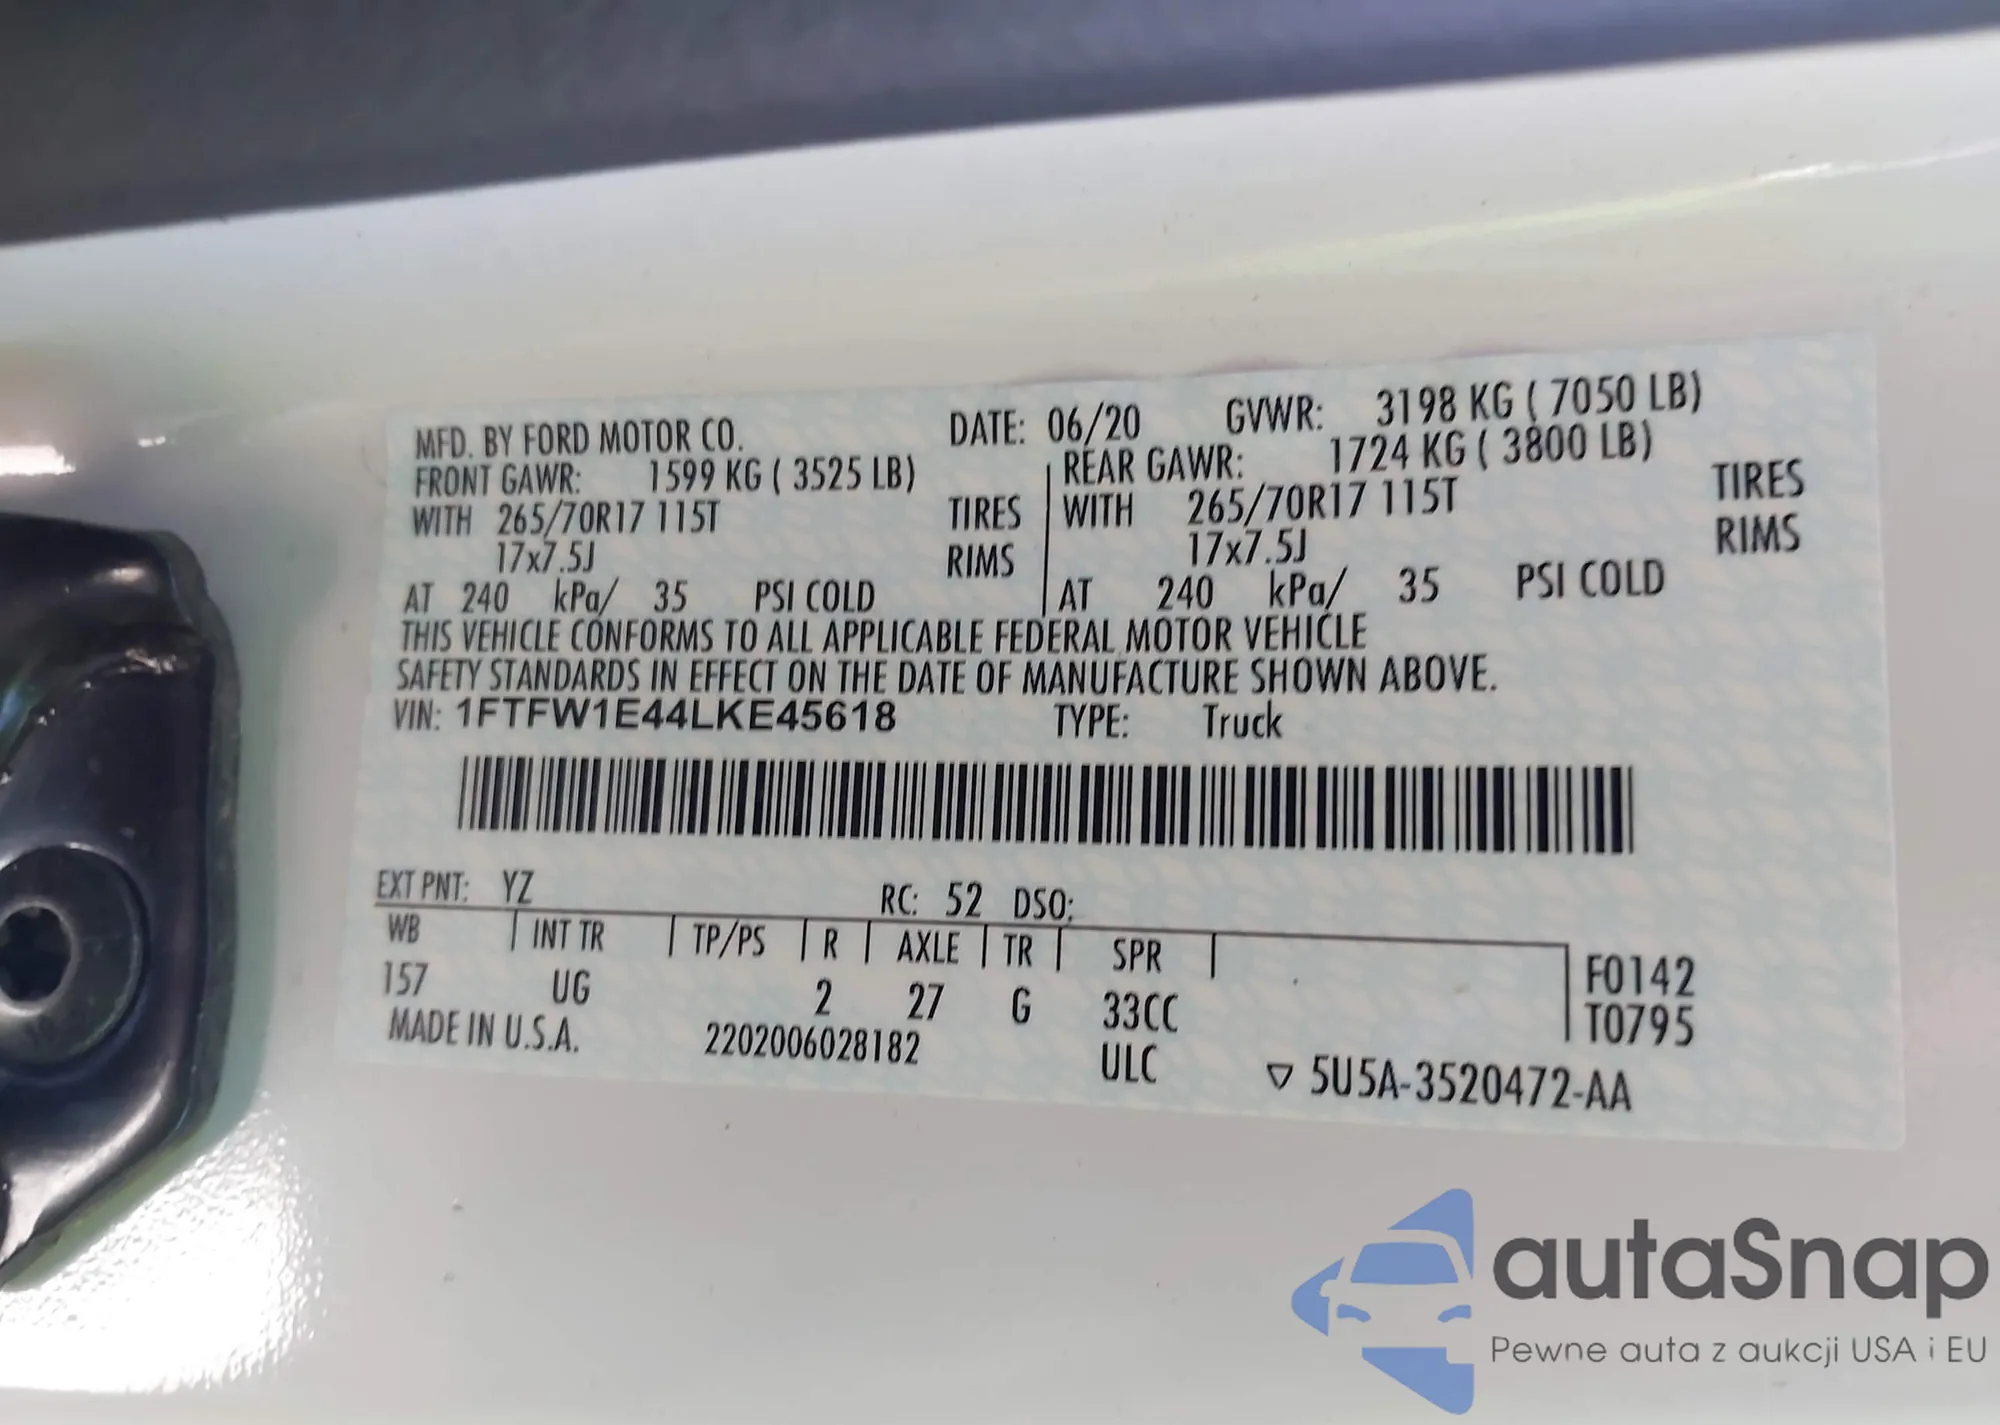 MFD. BY FORD MOTOR CO. DATE: 06/20 GVWR: 3198 KG ( 7050 LB)
FRONT GAWR: 1599 KG ( 3525 LB) REAR GAWR: 1724 KG ( 3800 LB)
WITH 265/70R17 115T TIRES WITH 265/70R17 115T TIRES
17x7.5J RIMS 17x7.5J RIMS
AT 240 kPa/ 35 PSI COLD AT 240 kPa/ 35 PSI COLD
THIS VEHICLE CONFORMS TO ALL APPLICABLE FEDERAL MOTOR VEHICLE
SAFETY STANDARDS IN EFFECT ON THE DATE OF MANUFACTURE SHOWN ABOVE.
VIN: 1FTFW1E44LKE45618 TYPE: Truck
EXT PNT: YZ RC: 52 DSO:
WB INT TR TP/PS R AXLE TR SPR F0142
157 UG 2 27 G 33CC T0795
MADE IN U.S.A. 2202006028182 ULC ▽ 5U5A-3520472-AA
autaSnap
Pewne auta z aukcji USA i EU